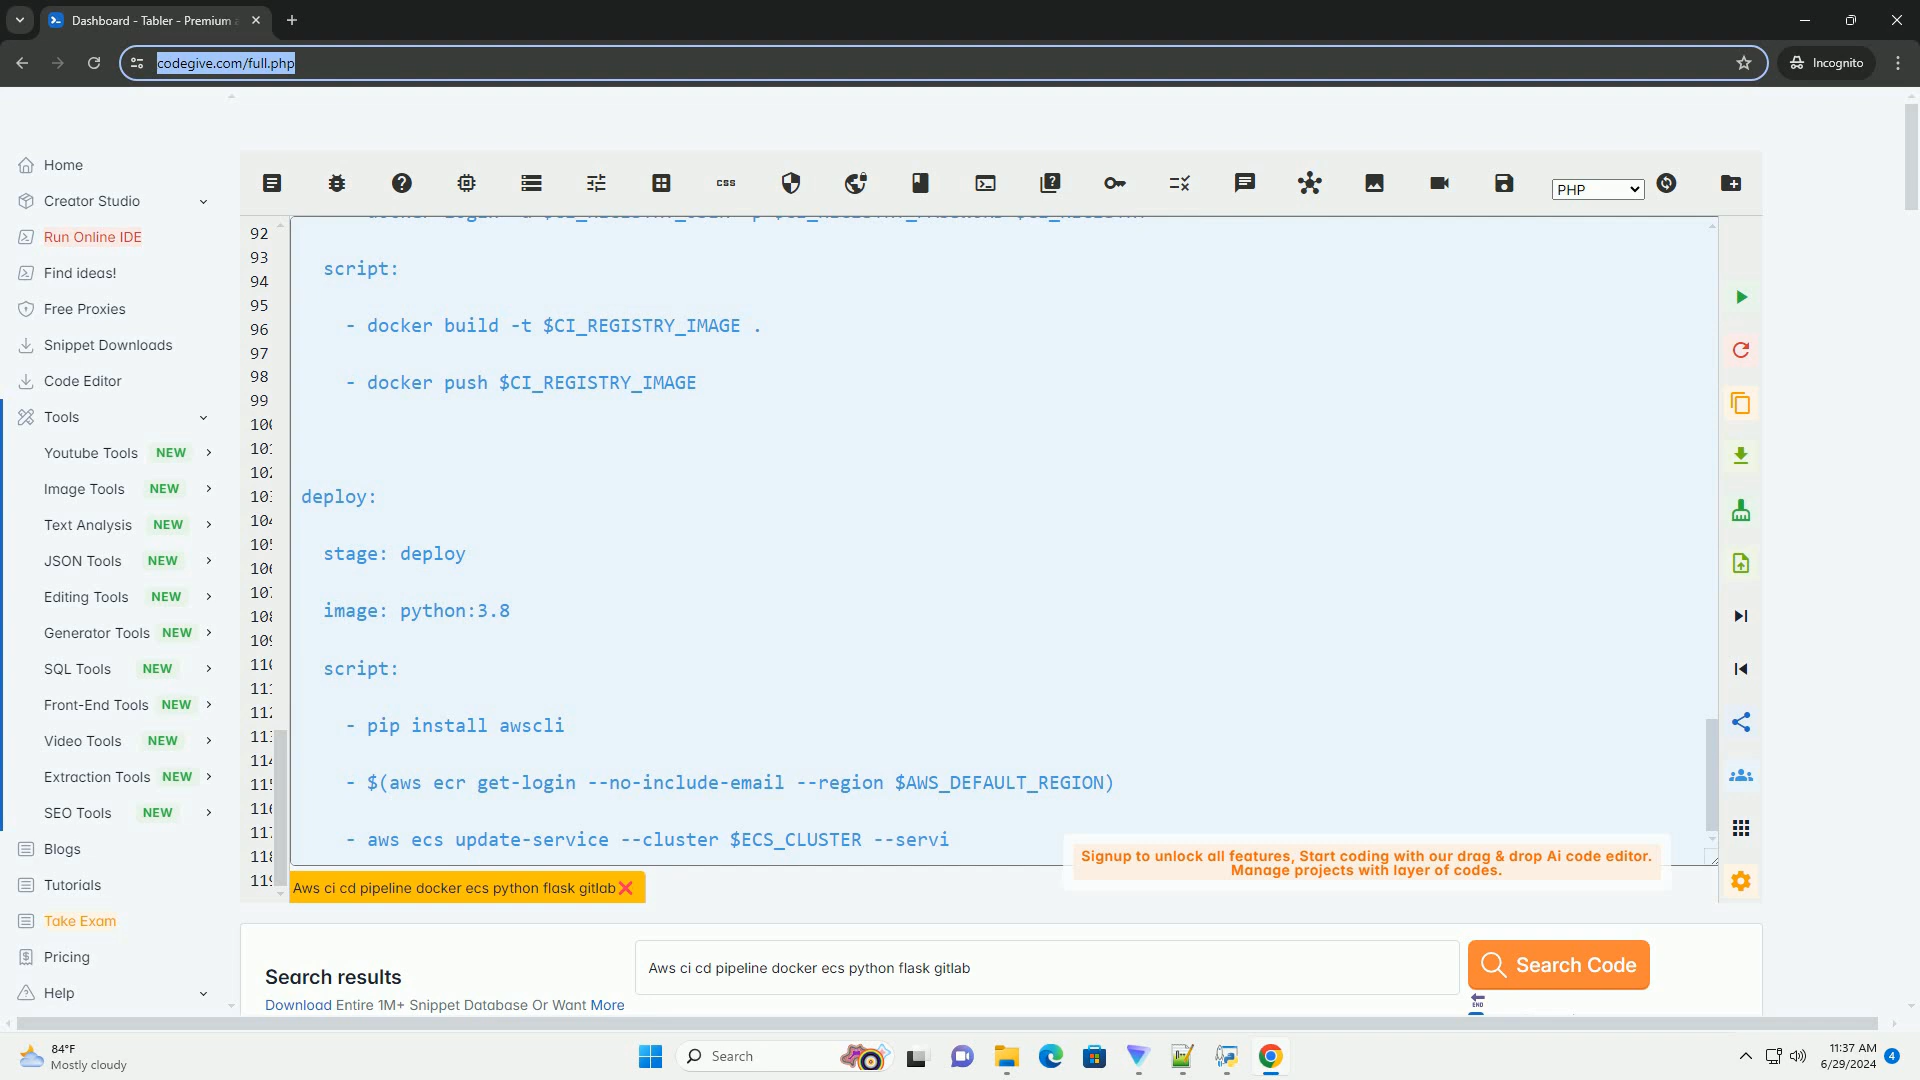 Dashboard - Tabler - Premium
codegive.com/full.php
Incognito
Home
Creator Studio
Run Online IDE
Find ideas!
Free Proxies
Snippet Downloads
Code Editor
Tools
Youtube Tools NEW
Image Tools NEW
Text Analysis NEW
JSON Tools NEW
Editing Tools NEW
Generator Tools NEW
SQL Tools NEW
Front-End Tools NEW
Video Tools NEW
Extraction Tools NEW
SEO Tools NEW
Blogs
Tutorials
Take Exam
Pricing
Help
css
PHP
92
93
94
95
96
97
98
99
script:
- docker build -t $CI_REGISTRY_IMAGE .
- docker push $CI_REGISTRY_IMAGE
deploy:
stage: deploy
image: python:3.8
script:
- pip install awscli
- $(aws ecr get-login --no-include-email --region $AWS_DEFAULT_REGION)
- aws ecs update-service --cluster $ECS_CLUSTER --servi
Signup to unlock all features, Start coding with our drag & drop Ai code editor.
Manage projects with layer of codes.
Aws ci cd pipeline docker ecs python flask gitlab
Search results
Download Entire 1M+ Snippet Database Or Want More
Aws ci cd pipeline docker ecs python flask gitlab
Search Code
END
84°F
Mostly cloudy
Search
11:37 AM
6/29/2024
4